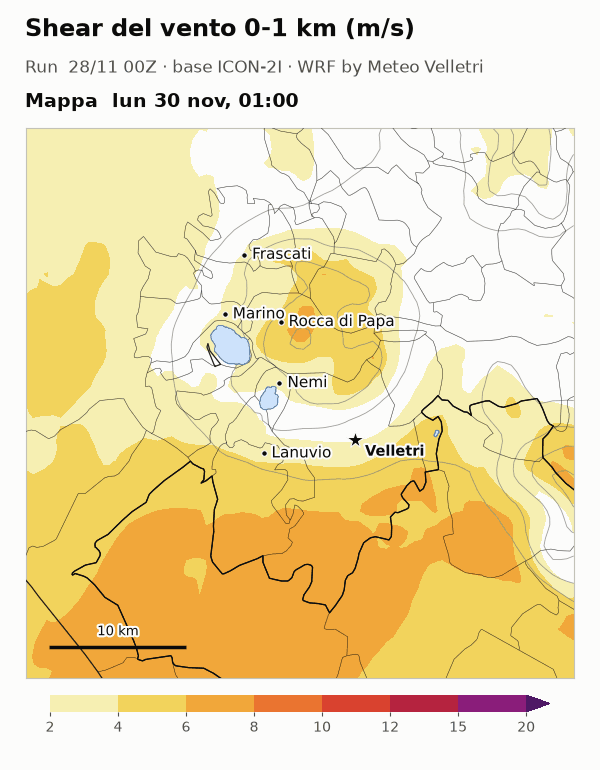 Shear del vento 0-1 km (m/s)
Run  28/11 00Z · base ICON-2I · WRF by Meteo Velletri
Mappa  lun 30 nov, 01:00
Frascati
Marino
Rocca di Papa
Nemi
Velletri
Lanuvio
10 km
2 4 6 8 10 12 15 20